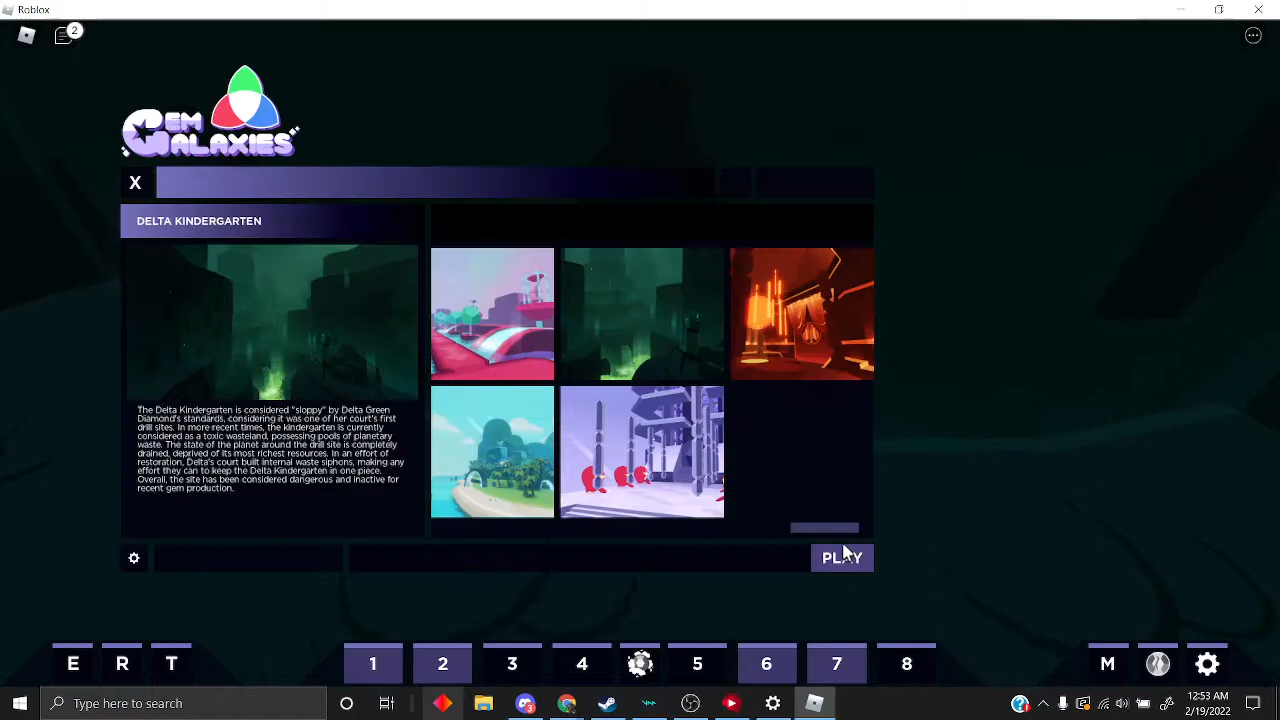 Roblox
2
GEM
GALAXIES
X
DELTA KINDERGARTEN
The Delta Kindergarten is considered "sloppy" by Delta Green
Diamond's standards, considering it was one of her court's first
drill sites. In more recent times, the kindergarten is currently
considered as a toxic wasteland, possessing pools of planetary
waste. The state of the planet around the drill site is completely
drained, deprived of its most richest resources. In an effort of
restoration, Delta's court built internal waste siphons, making any
effort they can to keep the Delta Kindergarten in one piece.
Overall, the site has been considered dangerous and inactive for
recent gem production.
PLAY
E R T 1 2 3 4 5 6 7 8 M
Type here to search
3
12:53 AM
2/19/2022